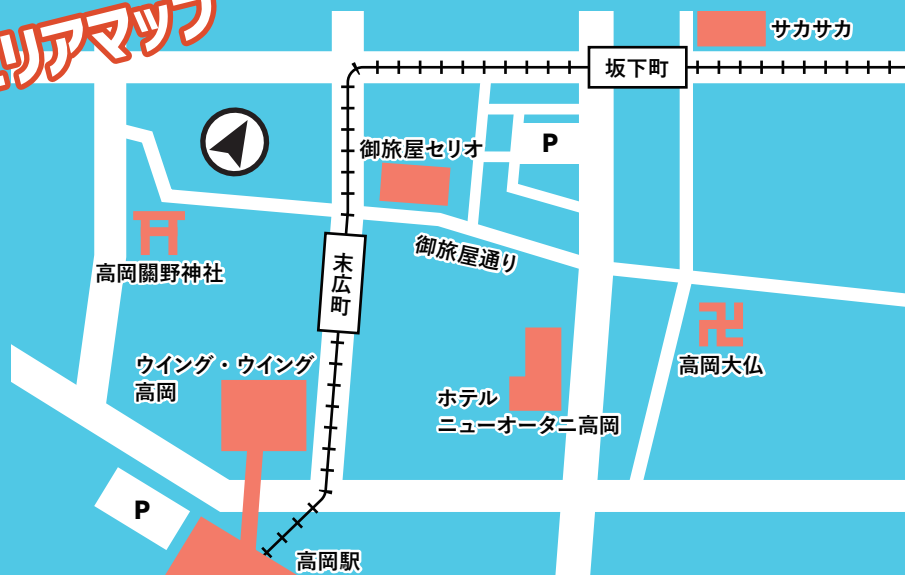 リアマップ
サカサカ
坂下町
P
御旅屋セリオ
御旅屋通り
末広町
高岡關野神社
高岡大仏
ウイング・ウイング
高岡
ホテル
ニューオータニ高岡
P
高岡駅